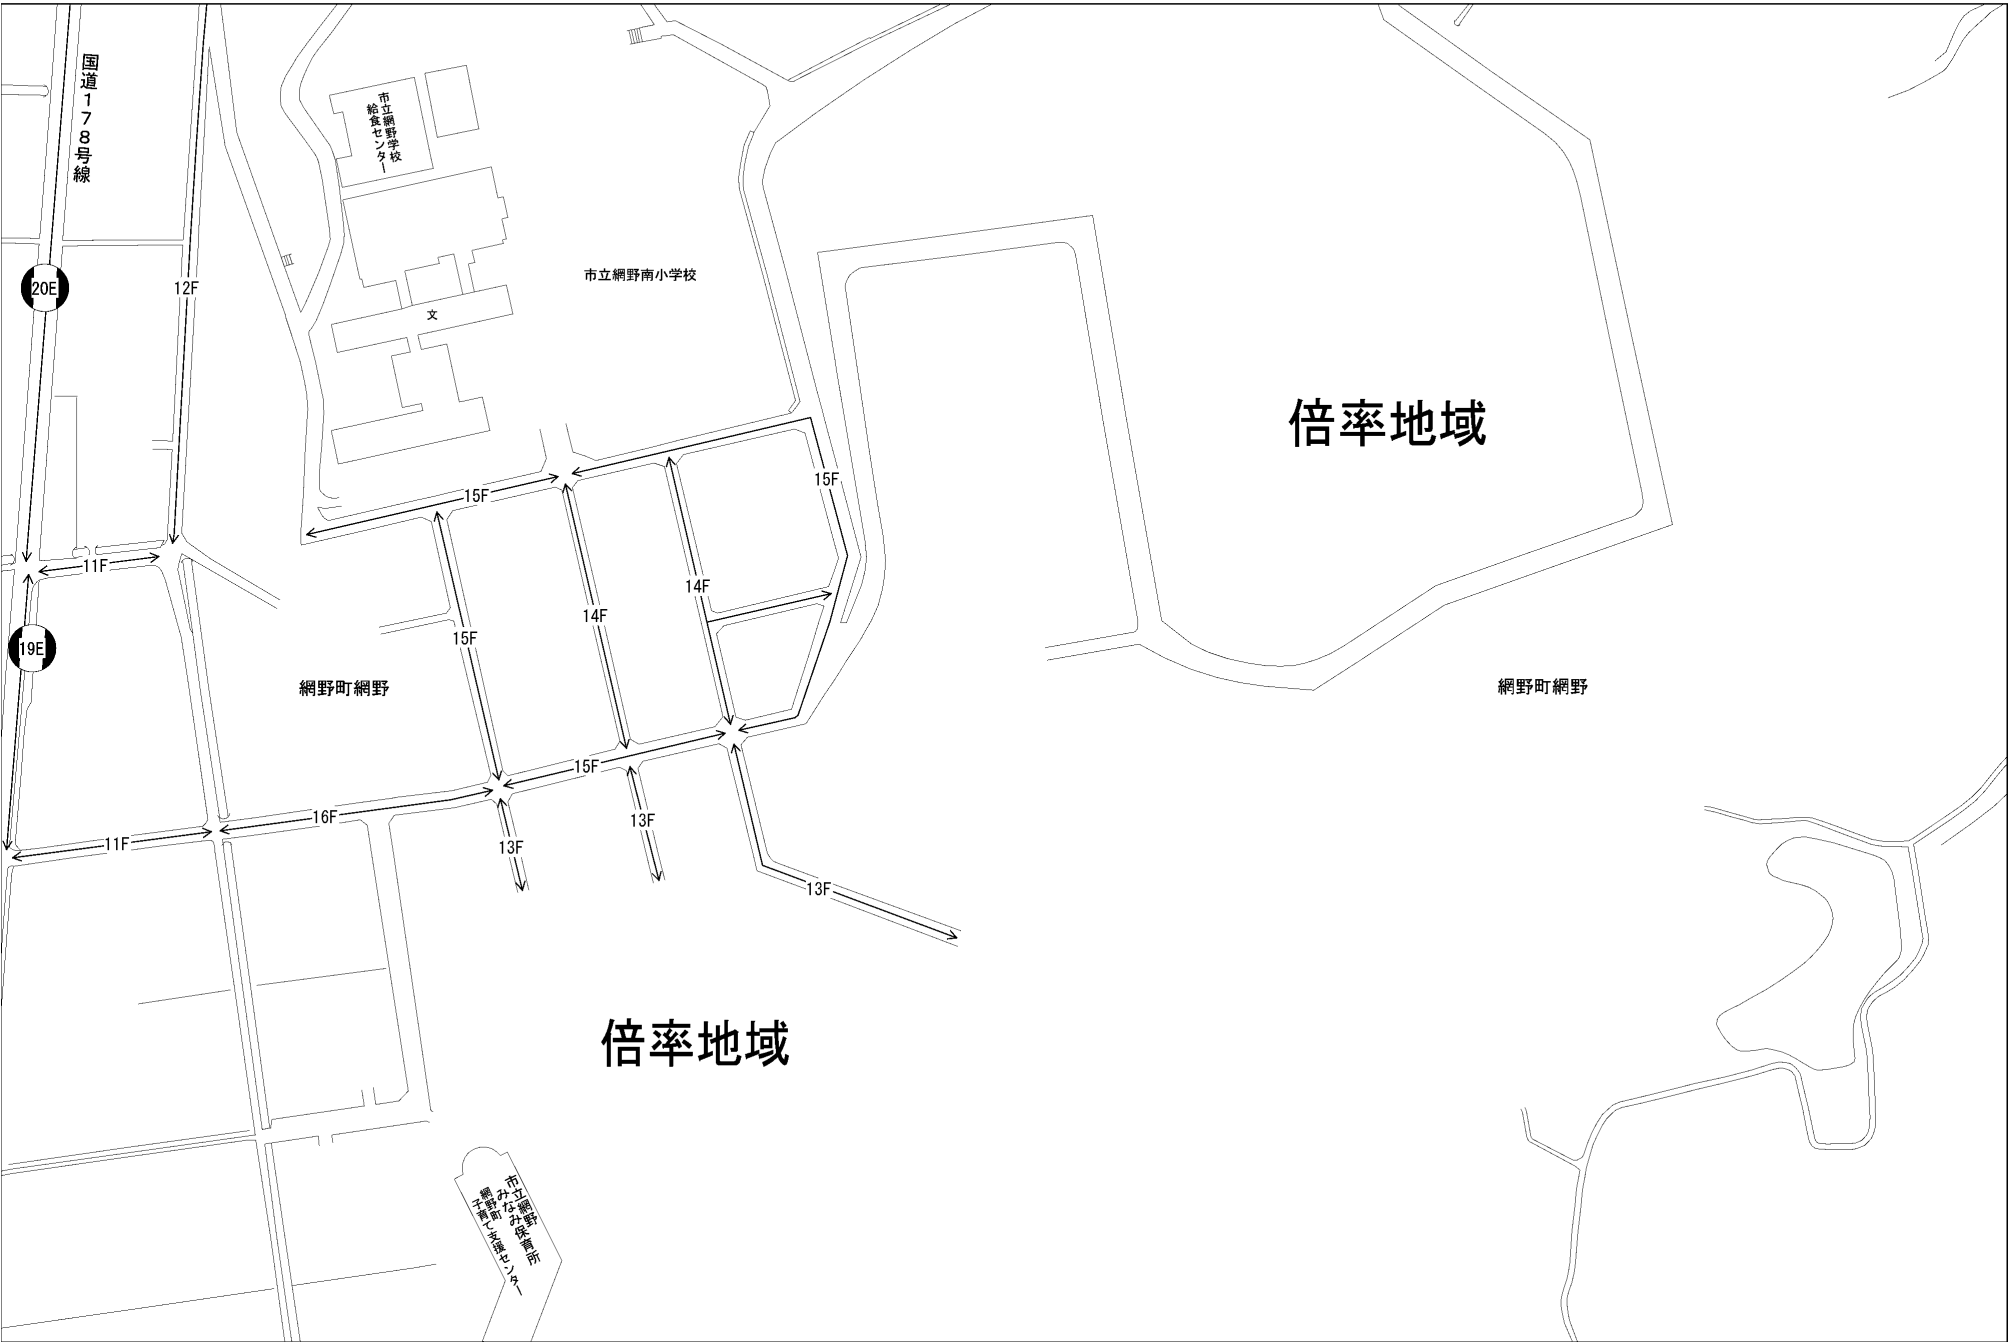 国道178号線
市立網野学校
給食センター
市立網野南小学校
文
20E
12F
倍率地域
15F
15F
11F
14F
14F
15F
19E
網野町網野
網野町網野
15F
16F
13F
11F
13F
13F
倍率地域
市立網野
みなみ保育所
網野町
子育て支援センター